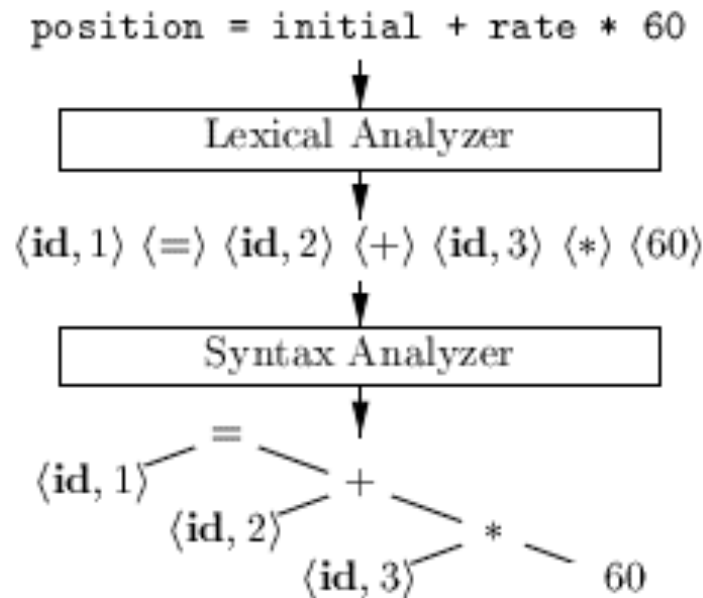 position = initial + rate * 60
Lexical Analyzer
⟨id, 1⟩ ⟨=⟩ ⟨id, 2⟩ ⟨+⟩ ⟨id, 3⟩ ⟨*⟩ ⟨60⟩
Syntax Analyzer
=
⟨id, 1⟩ +
⟨id, 2⟩ *
⟨id, 3⟩ 60